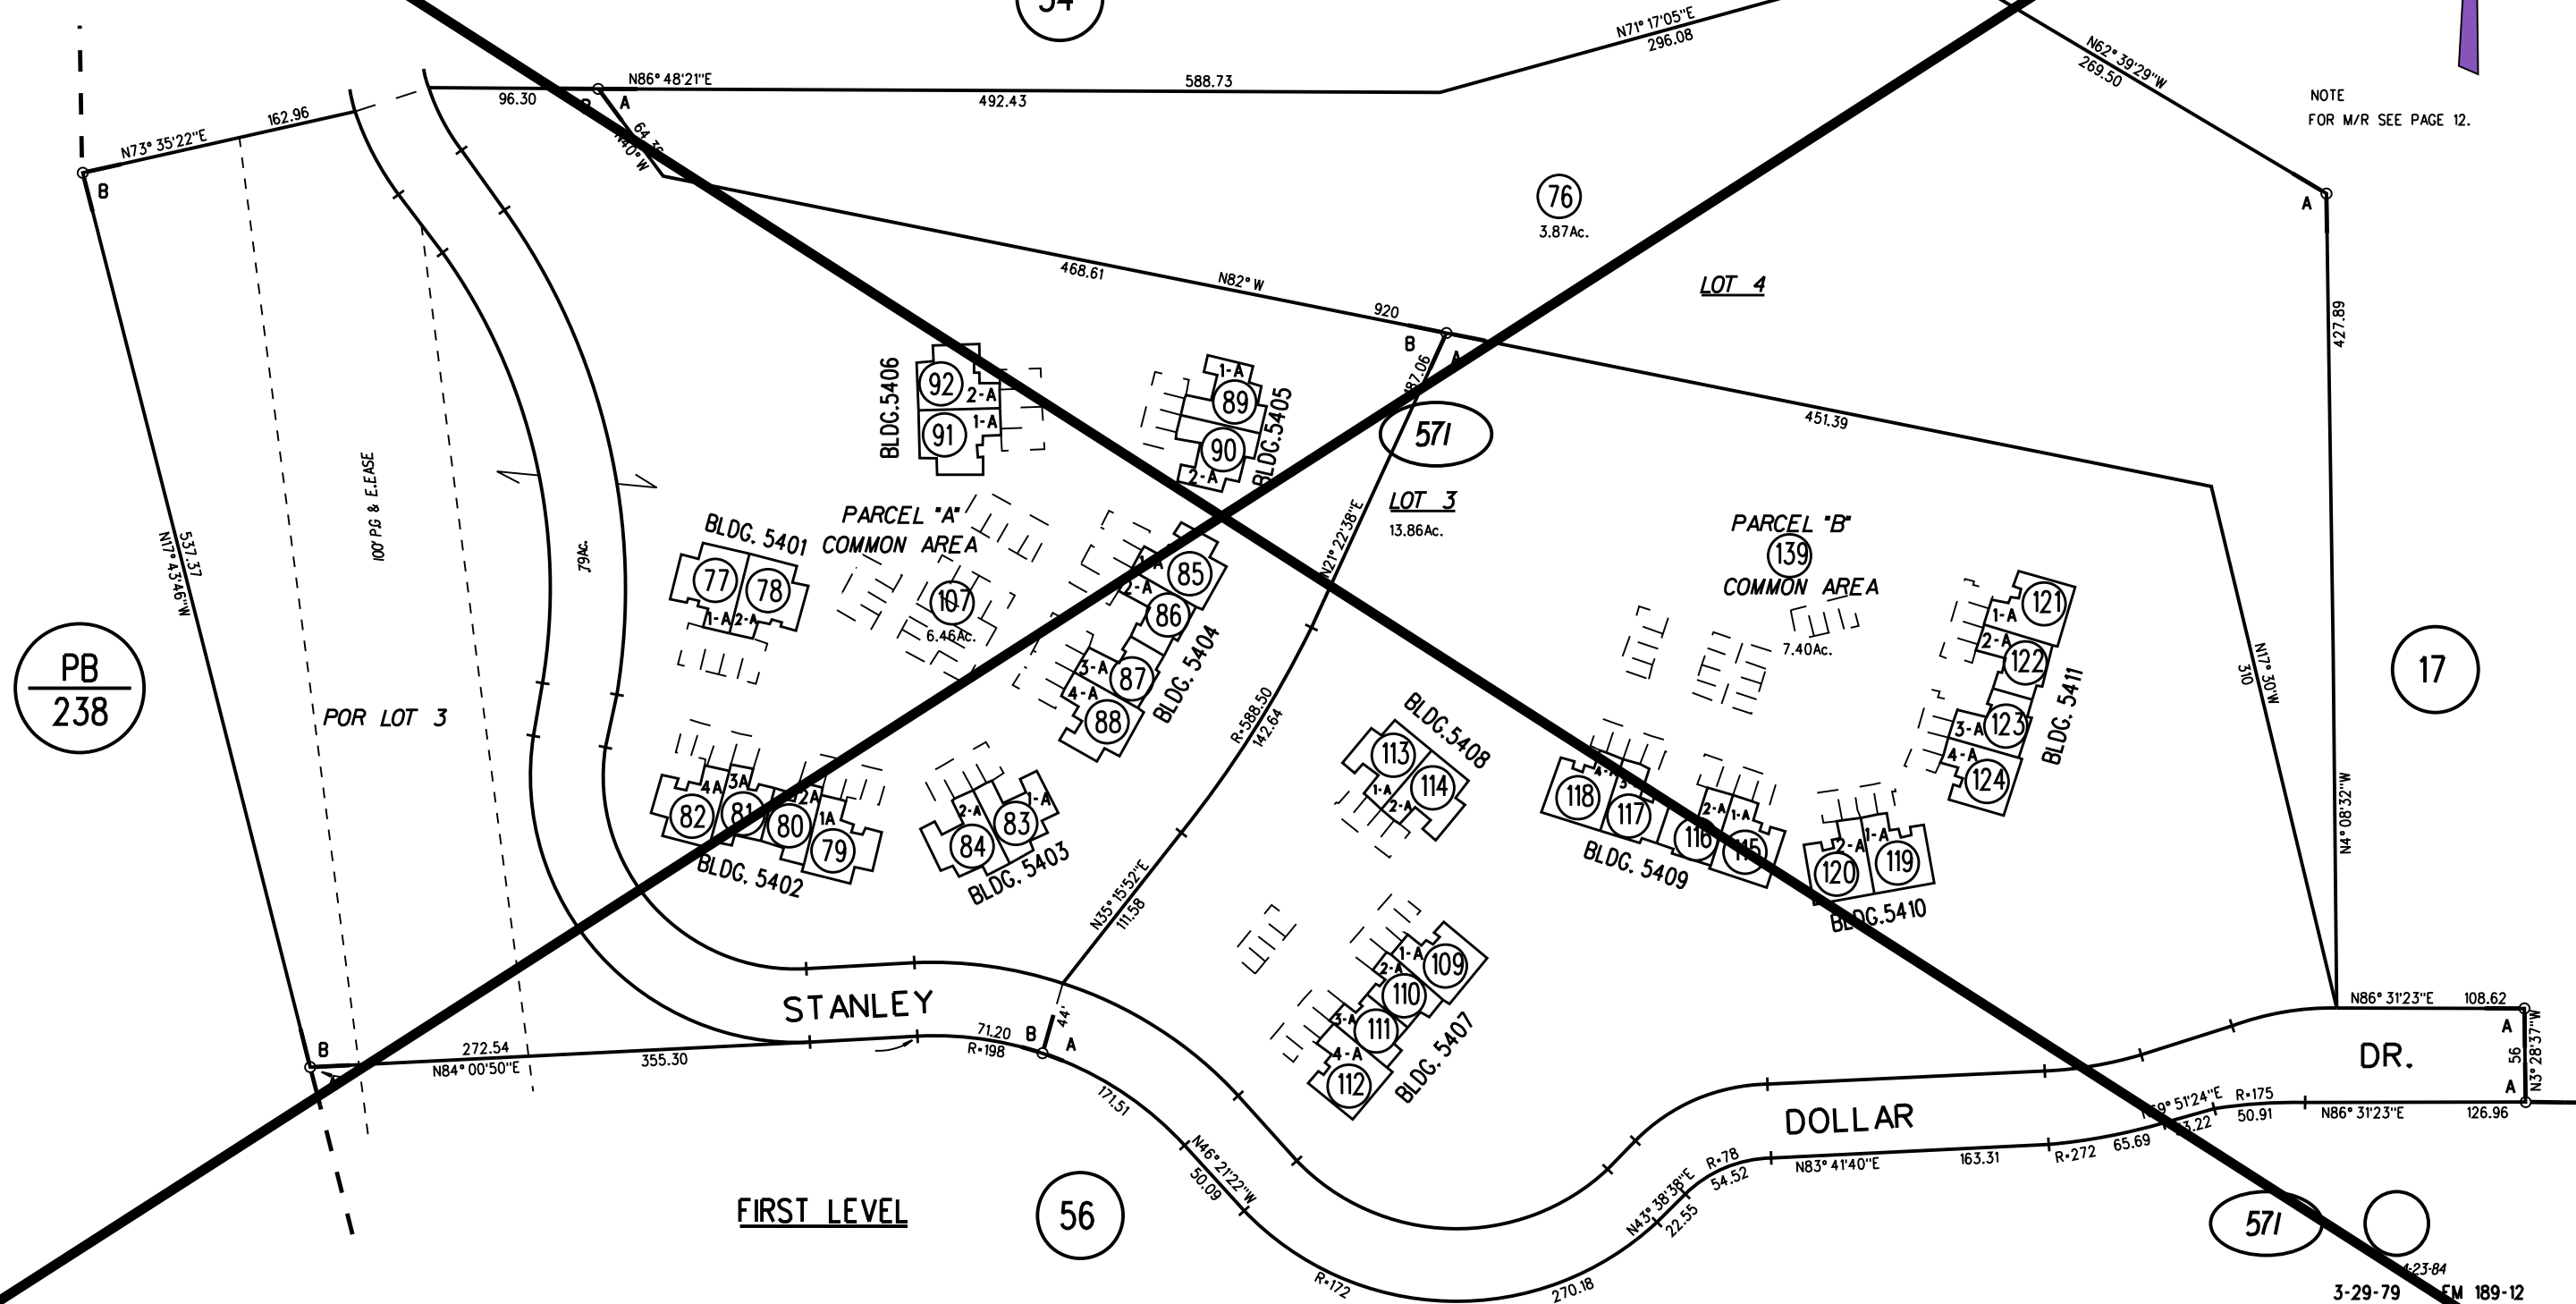 54
N71° 17'05"E
296.08
N62° 39'29"W
269.50
NOTE
FOR M/R SEE PAGE 12.
N86° 48'21"E
588.73
96.30
A
492.43
64.36
N40° W
N73° 35'22"E
162.96
B
76
3.87Ac.
A
LOT 4
468.61
N82° W
920
B
A
427.89
451.39
571
LOT 3
13.86Ac.
N21° 22'38"E
BLDG.5406
92
2-A
91
1-A
1-A
89
90
2-A
BLDG.5405
100' P.G & E.EASE
537.37
N17° 43'46"W
.79Ac.
PARCEL "A"
COMMON AREA
107
6.46Ac.
BLDG. 5401
77
78
1-A
2-A
PARCEL "B"
139
COMMON AREA
7.40Ac.
85
2-A
86
3-A
87
4-A
88
BLDG. 5404
121
1-A
2-A
122
3-A
123
4-A
124
BLDG. 5411
N17° 30'W
310
17
PB
238
POR LOT 3
R=588.50
142.64
BLDG.5408
113
114
1-A
2-A
4A
3A
2A
1A
82
81
80
79
BLDG. 5402
2-A
1-A
84
83
BLDG. 5403
118
117
116
115
2-A
1-A
BLDG. 5409
2-A
1-A
120
119
BLDG.5410
N4° 08'32"W
N35° 15'52"E
111.58
1-A
109
2-A
110
3-A
111
4-A
112
BLDG. 5407
STANLEY
44'
B
A
71.20
R=198
B
272.54
355.30
N84° 00'50"E
171.51
N86° 31'23"E
108.62
A
DR.
56
N3° 28'37"W
A
DOLLAR
R=175
50.91
N86° 31'23"E
126.96
65.69
R=272
N83° 41'40"E
163.31
R=78
54.52
N43° 38'38"E
22.55
N46° 21'22"W
50.09
R=172
270.18
FIRST LEVEL
56
571
3-29-79
FM 189-12